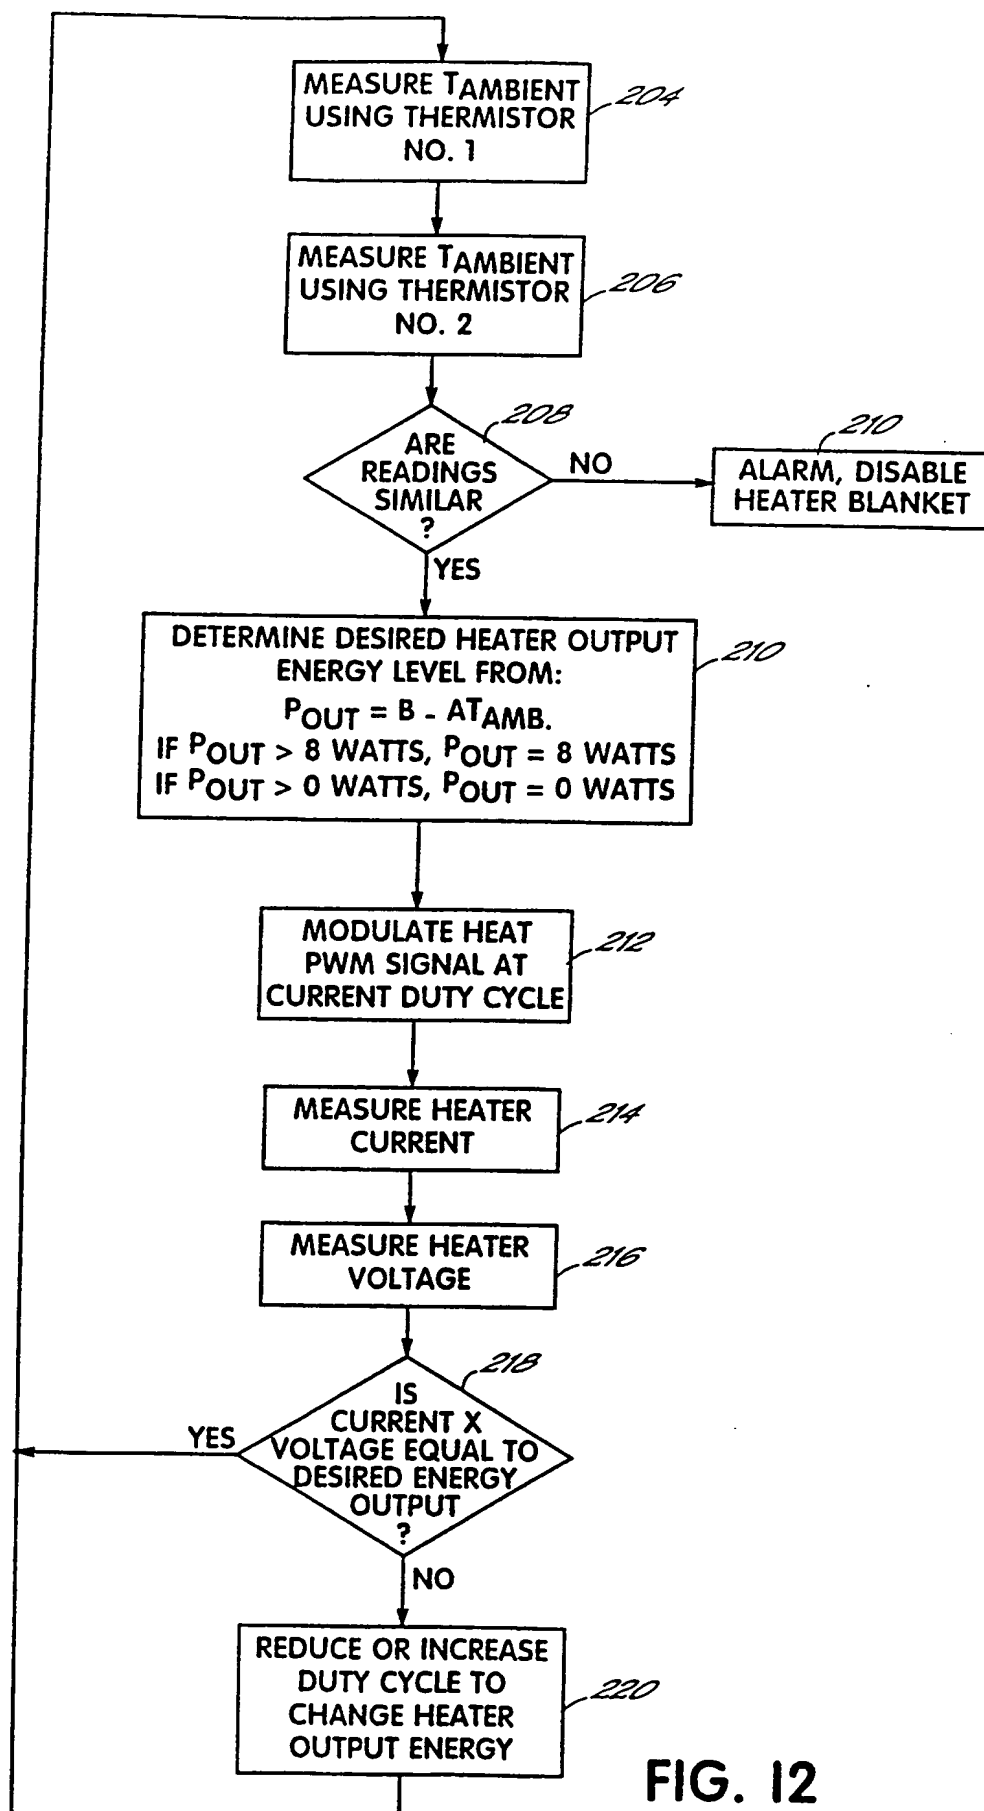 MEASURE TAMBIENT
USING THERMISTOR
NO. 1
204
MEASURE TAMBIENT
USING THERMISTOR
NO. 2
206
208
ARE
READINGS
SIMILAR
?
NO
210
ALARM, DISABLE
HEATER BLANKET
YES
DETERMINE DESIRED HEATER OUTPUT
ENERGY LEVEL FROM:
POUT = B - ATAMB.
IF POUT > 8 WATTS, POUT = 8 WATTS
IF POUT > 0 WATTS, POUT = 0 WATTS
210
MODULATE HEAT
PWM SIGNAL AT
CURRENT DUTY CYCLE
212
MEASURE HEATER
CURRENT
214
MEASURE HEATER
VOLTAGE
216
218
IS
CURRENT X
VOLTAGE EQUAL TO
DESIRED ENERGY
OUTPUT
?
YES
NO
REDUCE OR INCREASE
DUTY CYCLE TO
CHANGE HEATER
OUTPUT ENERGY
220
FIG. 12